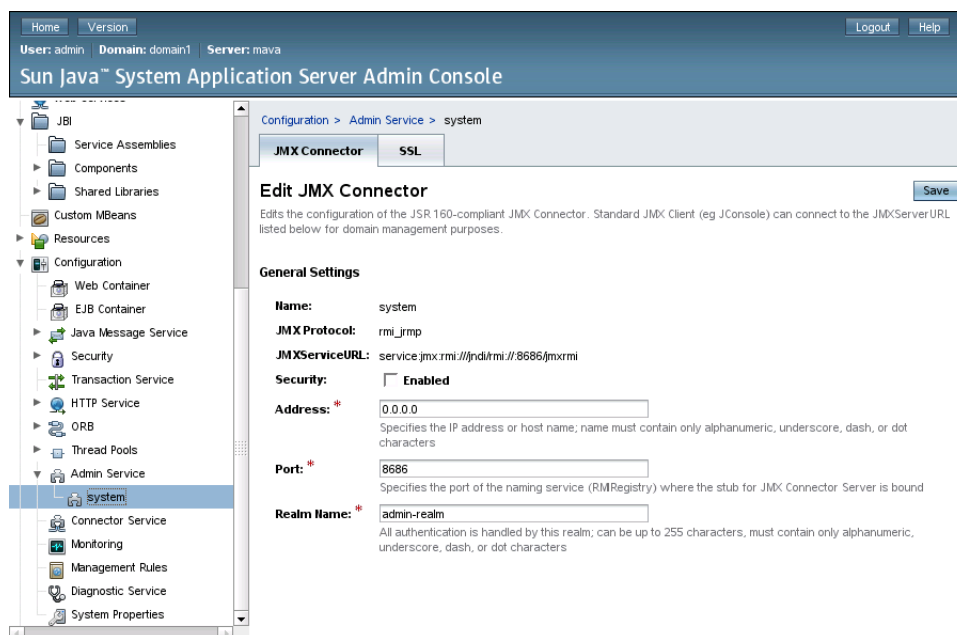 Home Version Logout Help
User: admin Domain: domain1 Server: mava
Sun Java™ System Application Server Admin Console
JBI
Service Assemblies
Components
Shared Libraries
Custom MBeans
Resources
Configuration
Web Container
EJB Container
Java Message Service
Security
Transaction Service
HTTP Service
ORB
Thread Pools
Admin Service
system
Connector Service
Monitoring
Management Rules
Diagnostic Service
System Properties
Configuration > Admin Service > system
JMX Connector SSL
Edit JMX Connector
Save
Edits the configuration of the JSR 160-compliant JMX Connector. Standard JMX Client (eg JConsole) can connect to the JMXServerURL
listed below for domain management purposes.
General Settings
Name: system
JMX Protocol: rmi_jrmp
JMXServiceURL: service:jmx:rmi:///jndi/rmi://:8686/jmxrmi
Security: Enabled
Address: * 0.0.0.0
Specifies the IP address or host name; name must contain only alphanumeric, underscore, dash, or dot
characters
Port: * 8686
Specifies the port of the naming service (RMIRegistry) where the stub for JMX Connector Server is bound
Realm Name: * admin-realm
All authentication is handled by this realm; can be up to 255 characters, must contain only alphanumeric,
underscore, dash, or dot characters